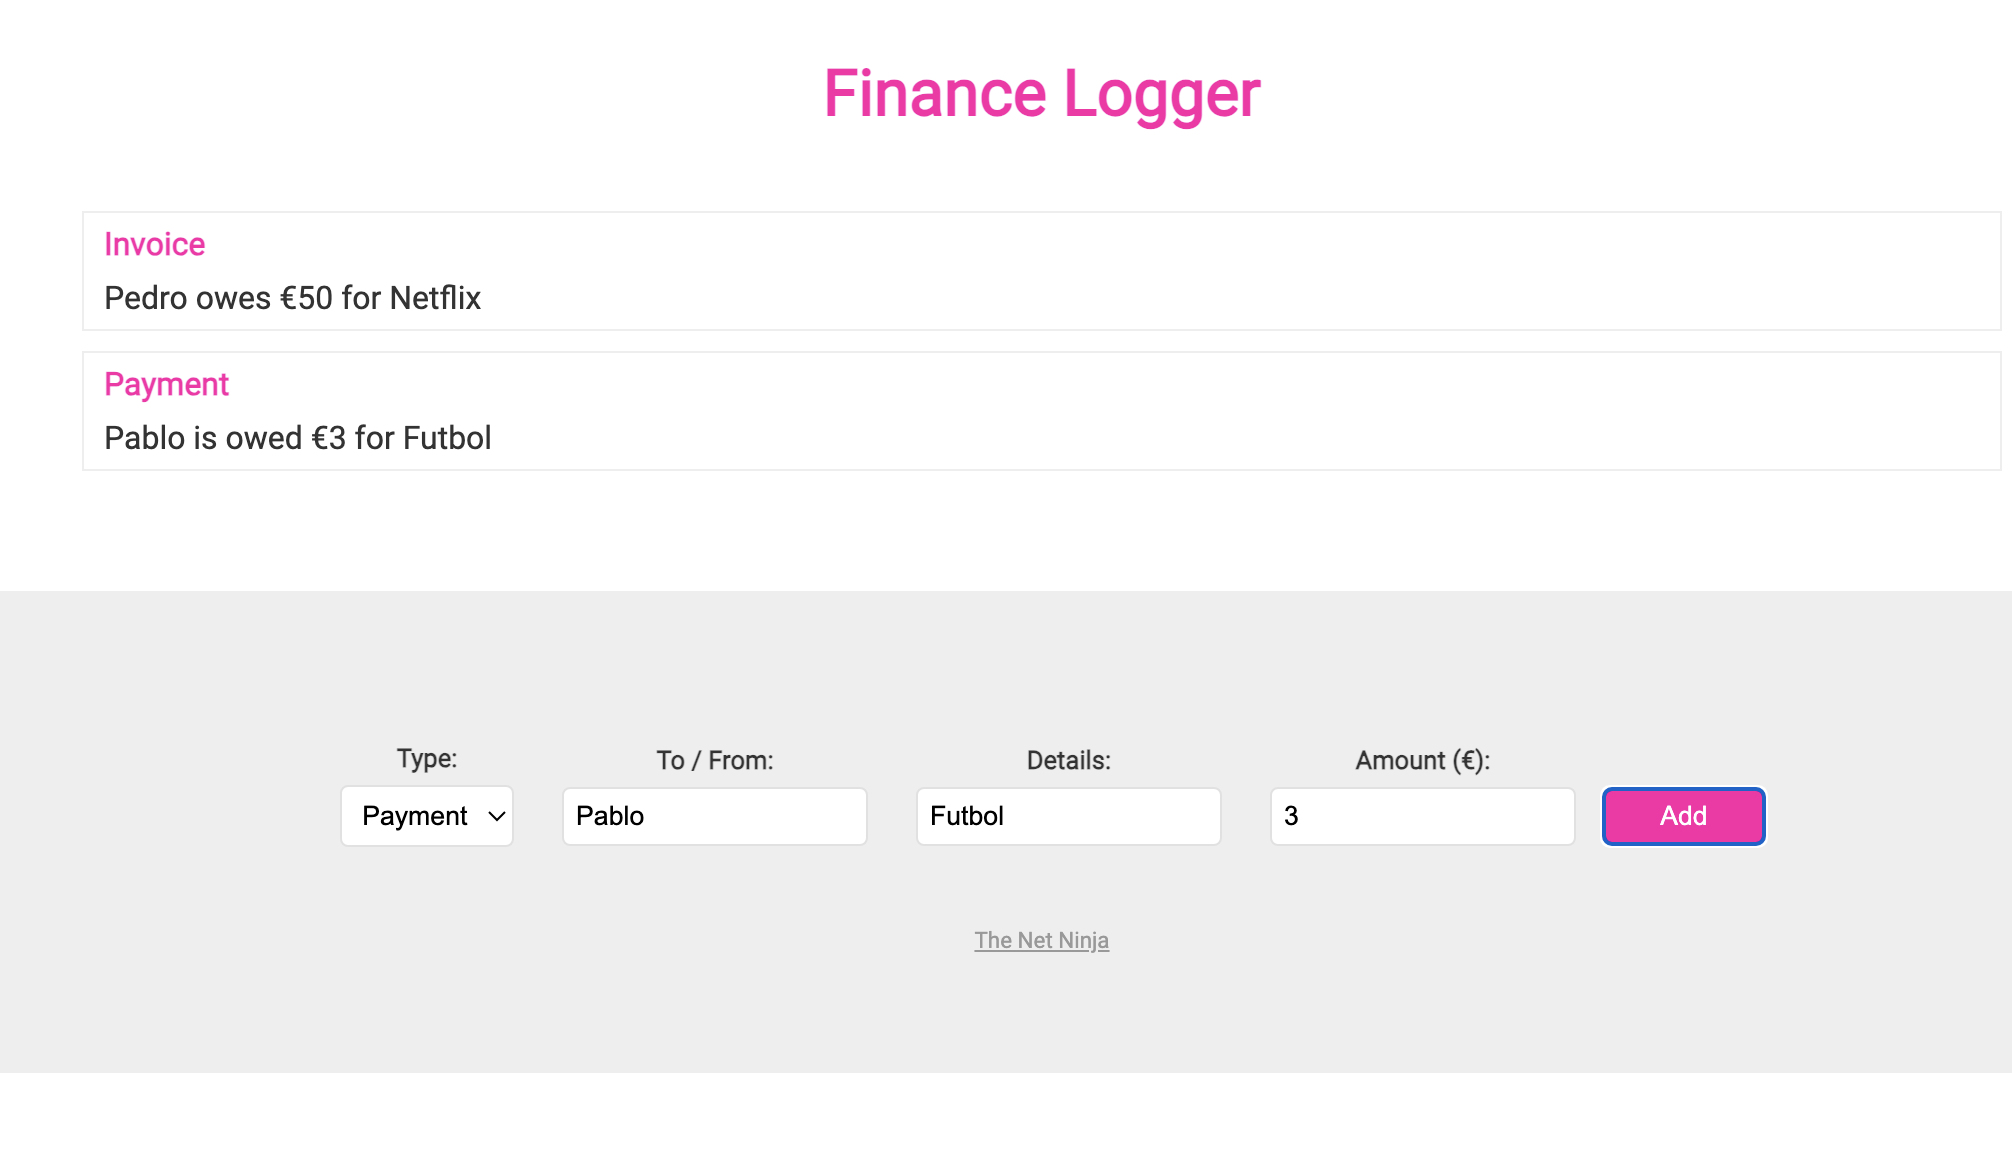 Finance Logger
Invoice
Pedro owes €50 for Netflix
Payment
Pablo is owed €3 for Futbol
Type: To / From: Details: Amount (€):
Payment Pablo Futbol 3 Add
The Net Ninja